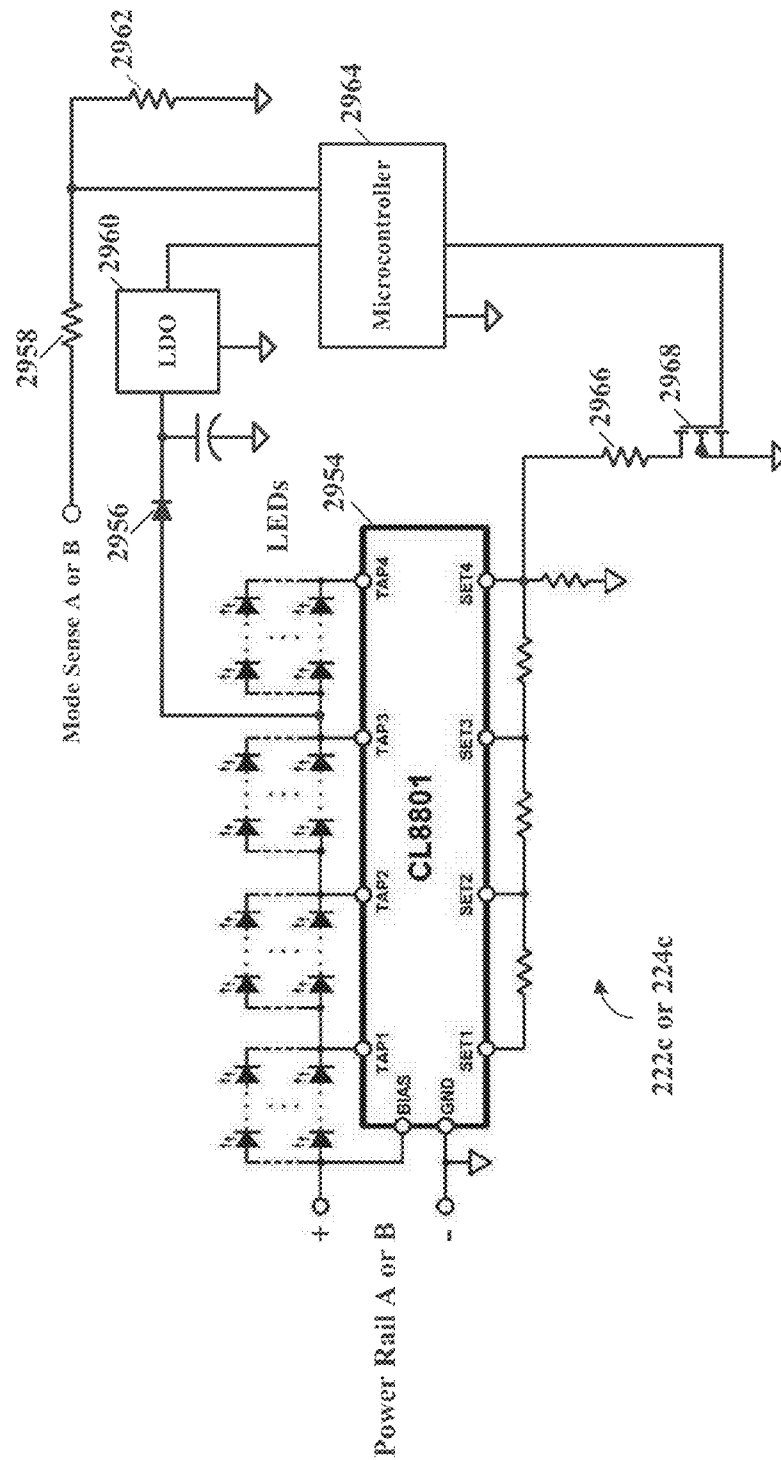 2962
2958
2960
2964
LDO
Microcontroller
Mode Sense A or B
2956
LEDs
2954
2966
2968
TAP1
TAP2
TAP3
TAP4
BIAS
CL8801
GND
SET1
SET2
SET3
SET4
+
-
Power Rail A or B
222c or 224c